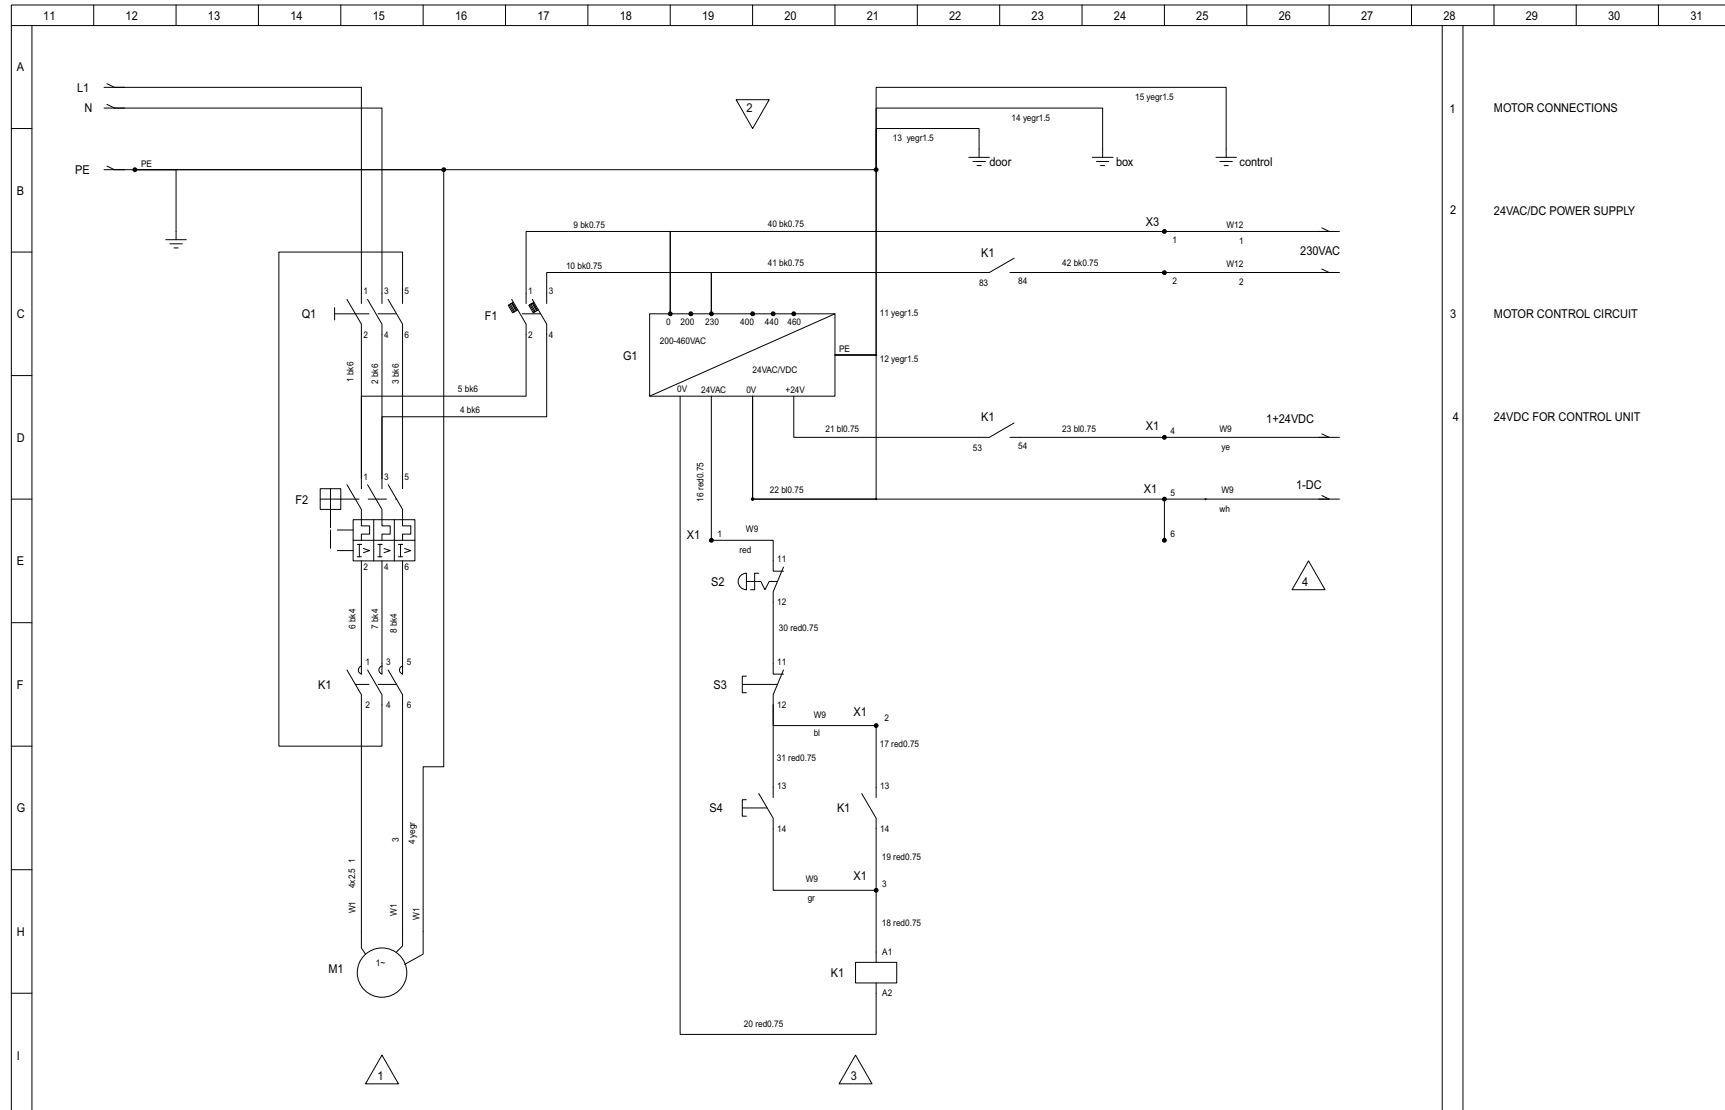 11 12 13 14 15 16 17 18 19 20 21 22 23 24 25 26 27 28 29 30 31
A
L1
15 yegr1.5
N
2
14 yegr1.5
1 MOTOR CONNECTIONS
13 yegr1.5
door
box
control
PE
PE
B
2 24VAC/DC POWER SUPPLY
9 bk0.75
40 bk0.75
X3
1
W12
1
230VAC
10 bk0.75
41 bk0.75
K1
83
84
42 bk0.75
2
W12
2
C
Q1
1 3 5
2 4 6
F1
1 3
2 4
0 200 230 400 440 460
200-460VAC
G1
24VAC/VDC
0V 24VAC 0V +24V
PE
11 yegr1.5
12 yegr1.5
3 MOTOR CONTROL CIRCUIT
1 bk6
2 bk6
3 bk6
5 bk6
4 bk6
D
21 bl0.75
K1
53
54
23 bl0.75
X1
4
W9
ye
1+24VDC
4 24VDC FOR CONTROL UNIT
16 red0.75
22 bl0.75
X1
5
W9
wh
1-DC
6
F2
1 3 5
I> I> I>
2 4 6
E
X1
1
W9
red
S2
11
12
4
6 bk4
7 bk4
8 bk4
30 red0.75
F
K1
1 3 5
2 4 6
S3
11
12
W9
bl
X1
2
31 red0.75
17 red0.75
G
S4
13
14
K1
13
14
4x2.5 1
3
4 yegr
19 red0.75
W9
gr
X1
3
H
W1
W1
W1
18 red0.75
M1
1~
K1
A1
A2
20 red0.75
I
1
3